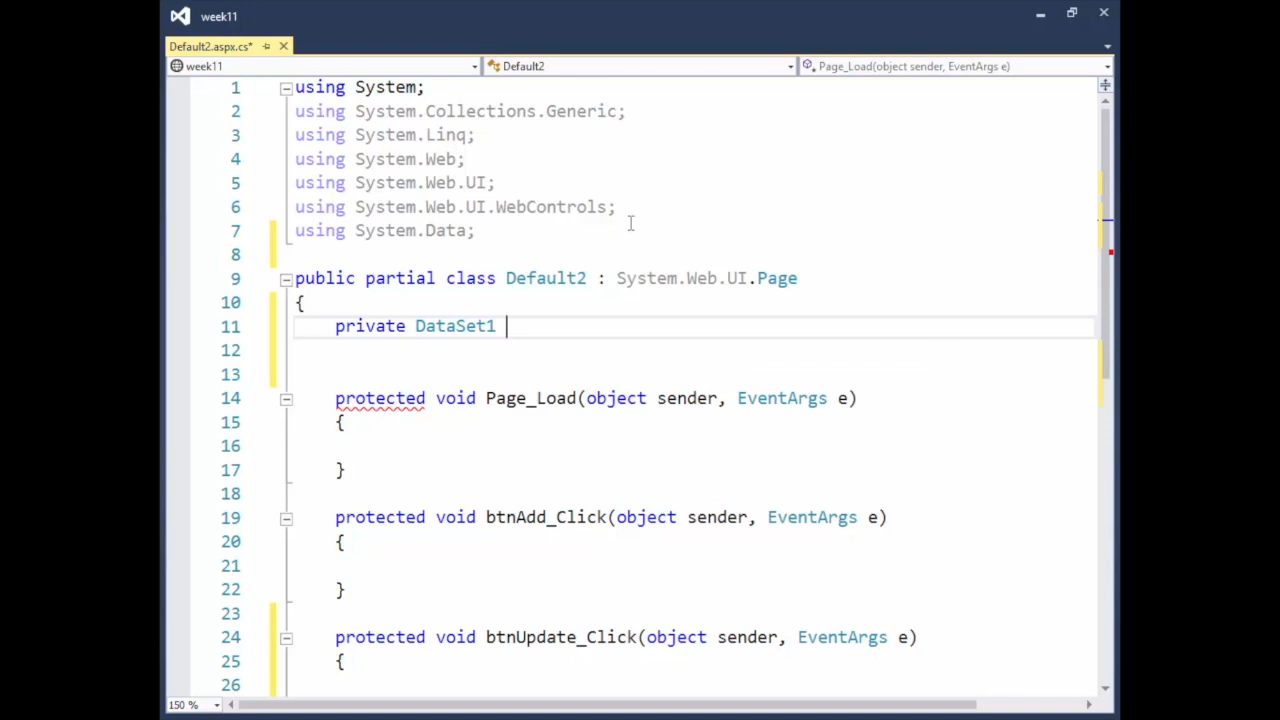 week11
Default2.aspx.cs*
week11 Default2 Page_Load(object sender, EventArgs e)
1 using System;
2 using System.Collections.Generic;
3 using System.Linq;
4 using System.Web;
5 using System.Web.UI;
6 using System.Web.UI.WebControls;
7 using System.Data;
8
9 public partial class Default2 : System.Web.UI.Page
10 {
11 private DataSet1
12
13
14 protected void Page_Load(object sender, EventArgs e)
15 {
16
17 }
18
19 protected void btnAdd_Click(object sender, EventArgs e)
20 {
21
22 }
23
24 protected void btnUpdate_Click(object sender, EventArgs e)
25 {
26
150 %